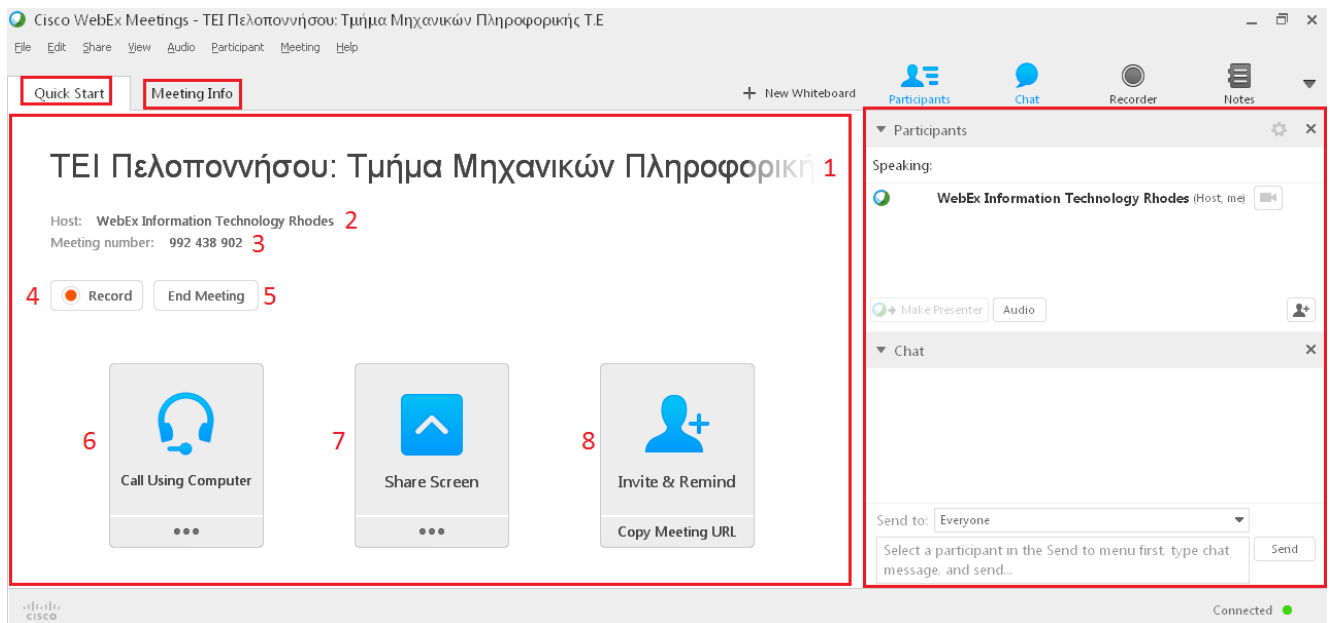 Cisco WebEx Meetings - ΤΕΙ Πελοποννήσου: Τμήμα Μηχανικών Πληροφορικής Τ.Ε
File Edit Share View Audio Participant Meeting Help
Quick Start Meeting Info + New Whiteboard Participants Chat Recorder Notes
ΤΕΙ Πελοποννήσου: Τμήμα Μηχανικών Πληροφορική 1
Host: WebEx Information Technology Rhodes 2
Meeting number: 992 438 902 3
4 Record End Meeting 5
6 Call Using Computer
7 Share Screen
8 Invite & Remind
Copy Meeting URL
Participants
Speaking:
WebEx Information Technology Rhodes (Host, me)
Make Presenter Audio
Chat
Send to: Everyone
Select a participant in the Send to menu first, type chat
message, and send...
Send
CISCO
Connected